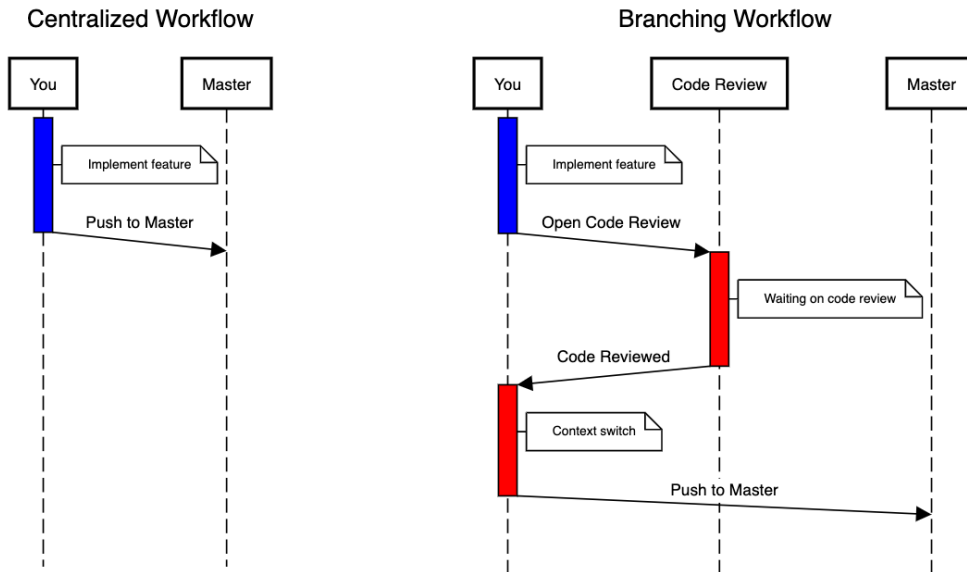 Centralized Workflow
You
Master
Implement feature
Push to Master
Branching Workflow
You
Code Review
Master
Implement feature
Open Code Review
Waiting on code review
Code Reviewed
Context switch
Push to Master